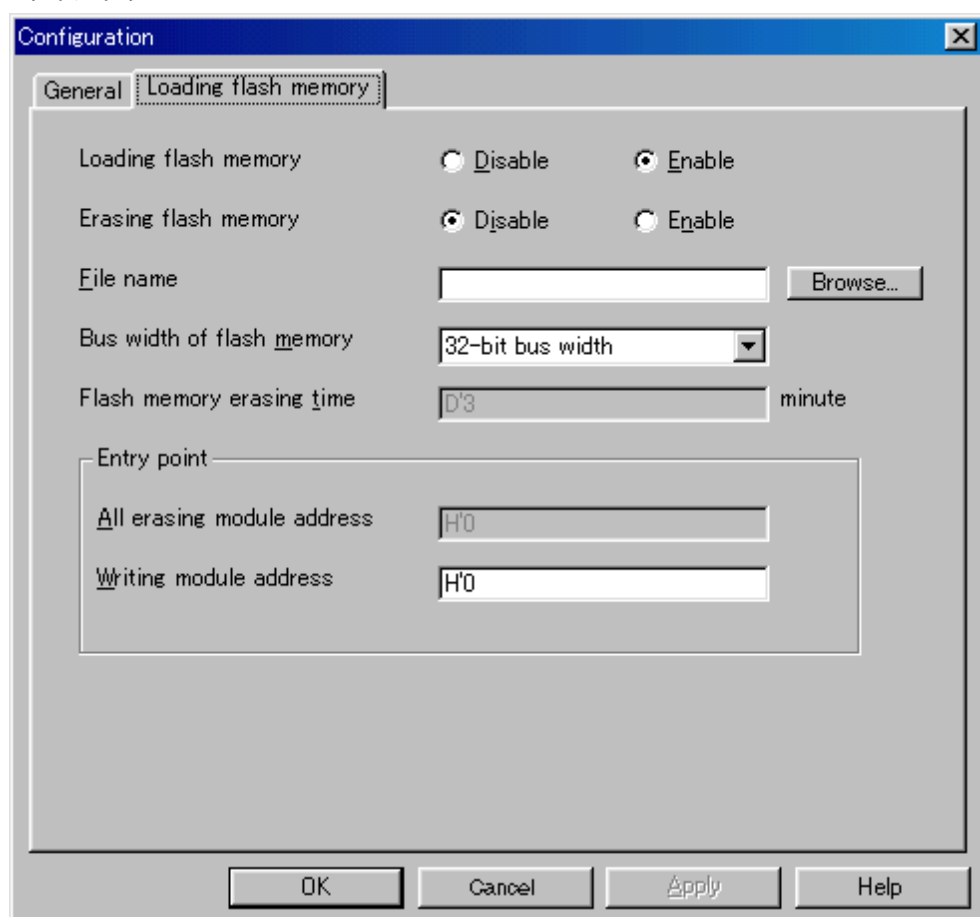 Configuration
General Loading flash memory
Loading flash memory Disable Enable
Erasing flash memory Disable Enable
File name Browse...
Bus width of flash memory 32-bit bus width
Flash memory erasing time D'3 minute
Entry point
All erasing module address H'0
Writing module address H'0
OK Cancel Apply Help